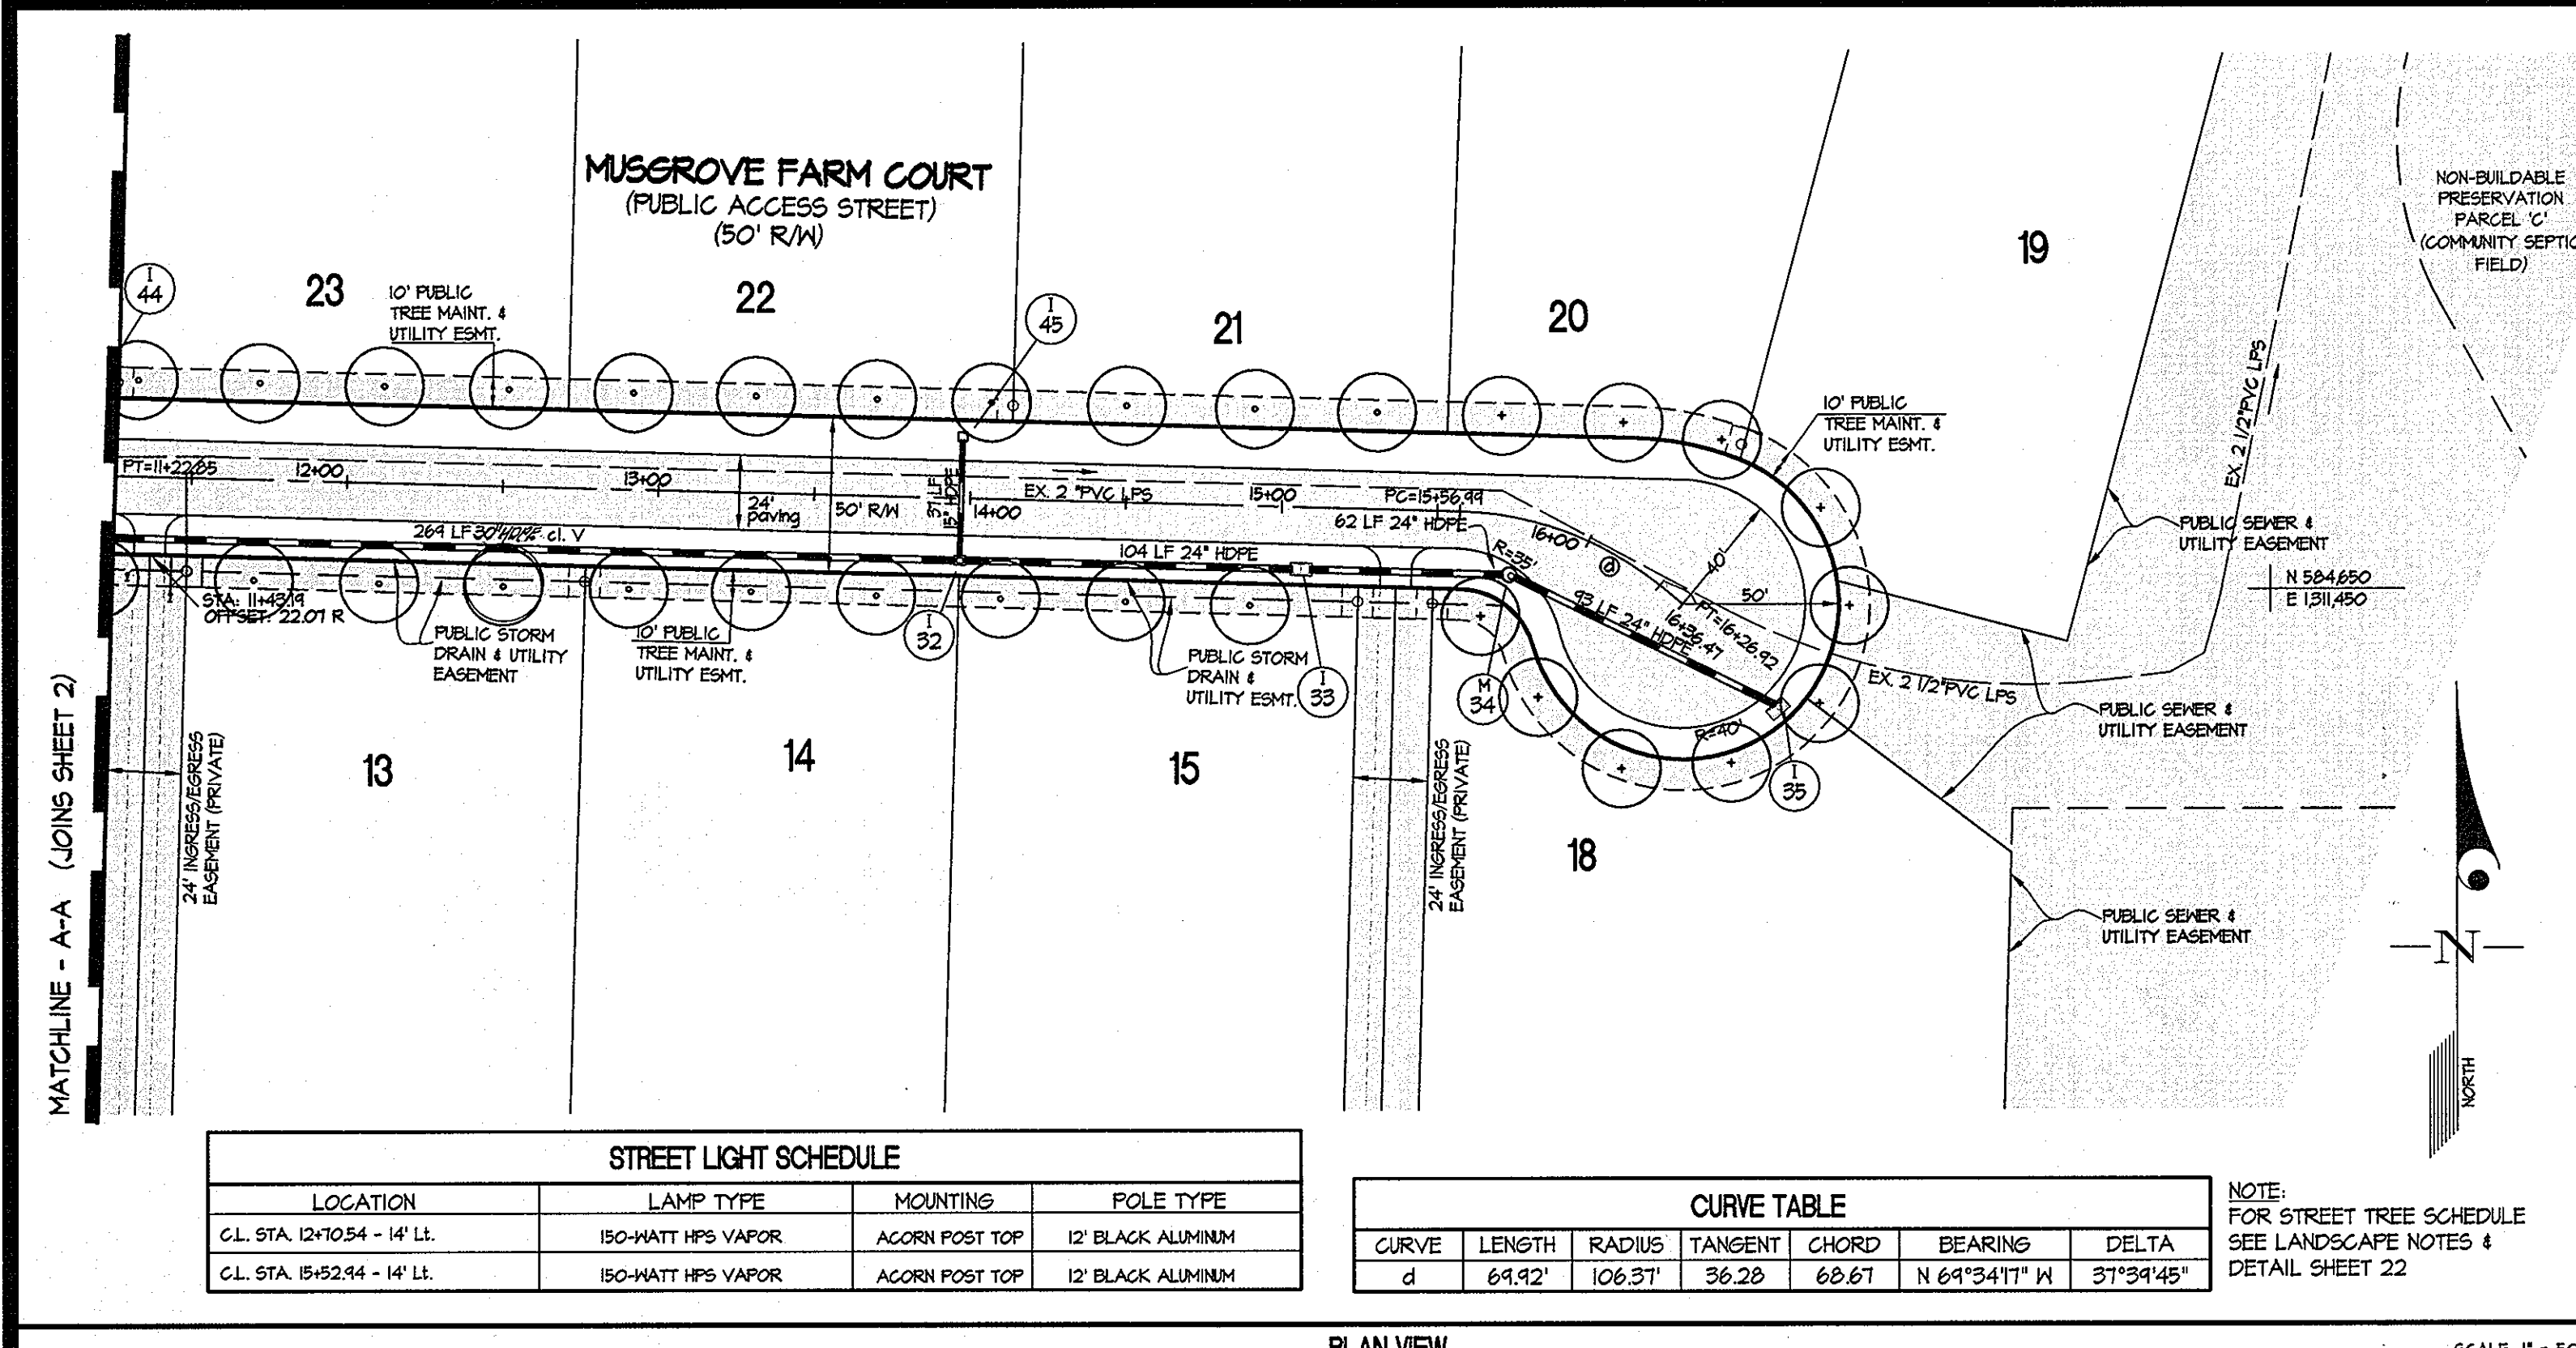 MUSGROVE FARM COURT
(PUBLIC ACCESS STREET)
(50' R/W)
NON-BUILDABLE
PRESERVATION
PARCEL 'C'
(COMMUNITY SEPTIC
FIELD)
I
44
23
10' PUBLIC
TREE MAINT. &
UTILITY ESMT.
22
I
45
21
20
19
10' PUBLIC
TREE MAINT. &
UTILITY ESMT.
EX. 2 1/2"PVC LPS
PT=11+22.85
12+00
13+00
24'
paving
50' R/W
37 LF
15" HDPE
14+00
EX. 2 "PVC LPS
15+00
PC=15+56.99
62 LF 24" HDPE
16+00
d
40'
R=35'
269 LF 30" HDPE cl. V
104 LF 24" HDPE
93 LF 24" HDPE
16+36.47
PT=16+26.92
50'
PUBLIC SEWER &
UTILITY EASEMENT
N 584,650
E 1,311,450
STA: 11+43.19
OFFSET: 22.07 R
PUBLIC STORM
DRAIN & UTILITY
EASEMENT
10' PUBLIC
TREE MAINT. &
UTILITY ESMT.
I
32
PUBLIC STORM
DRAIN &
UTILITY ESMT.
I
33
M
34
EX. 2 1/2"PVC LPS
PUBLIC SEWER &
UTILITY EASEMENT
R=40'
I
35
MATCHLINE - A-A (JOINS SHEET 2)
24' INGRESS/EGRESS
EASEMENT (PRIVATE)
13
14
15
24' INGRESS/EGRESS
EASEMENT (PRIVATE)
18
PUBLIC SEWER &
UTILITY EASEMENT
N
NORTH
STREET LIGHT SCHEDULE
LOCATION LAMP TYPE MOUNTING POLE TYPE
C.L. STA. 12+70.54 - 14' Lt. 150-WATT HPS VAPOR ACORN POST TOP 12' BLACK ALUMINUM
C.L. STA. 15+52.94 - 14' Lt. 150-WATT HPS VAPOR ACORN POST TOP 12' BLACK ALUMINUM
CURVE TABLE
CURVE LENGTH RADIUS TANGENT CHORD BEARING DELTA
d 69.92' 106.37' 36.28 68.67 N 69°34'17" W 37°39'45"
NOTE:
FOR STREET TREE SCHEDULE
SEE LANDSCAPE NOTES &
DETAIL SHEET 22
PLAN VIEW